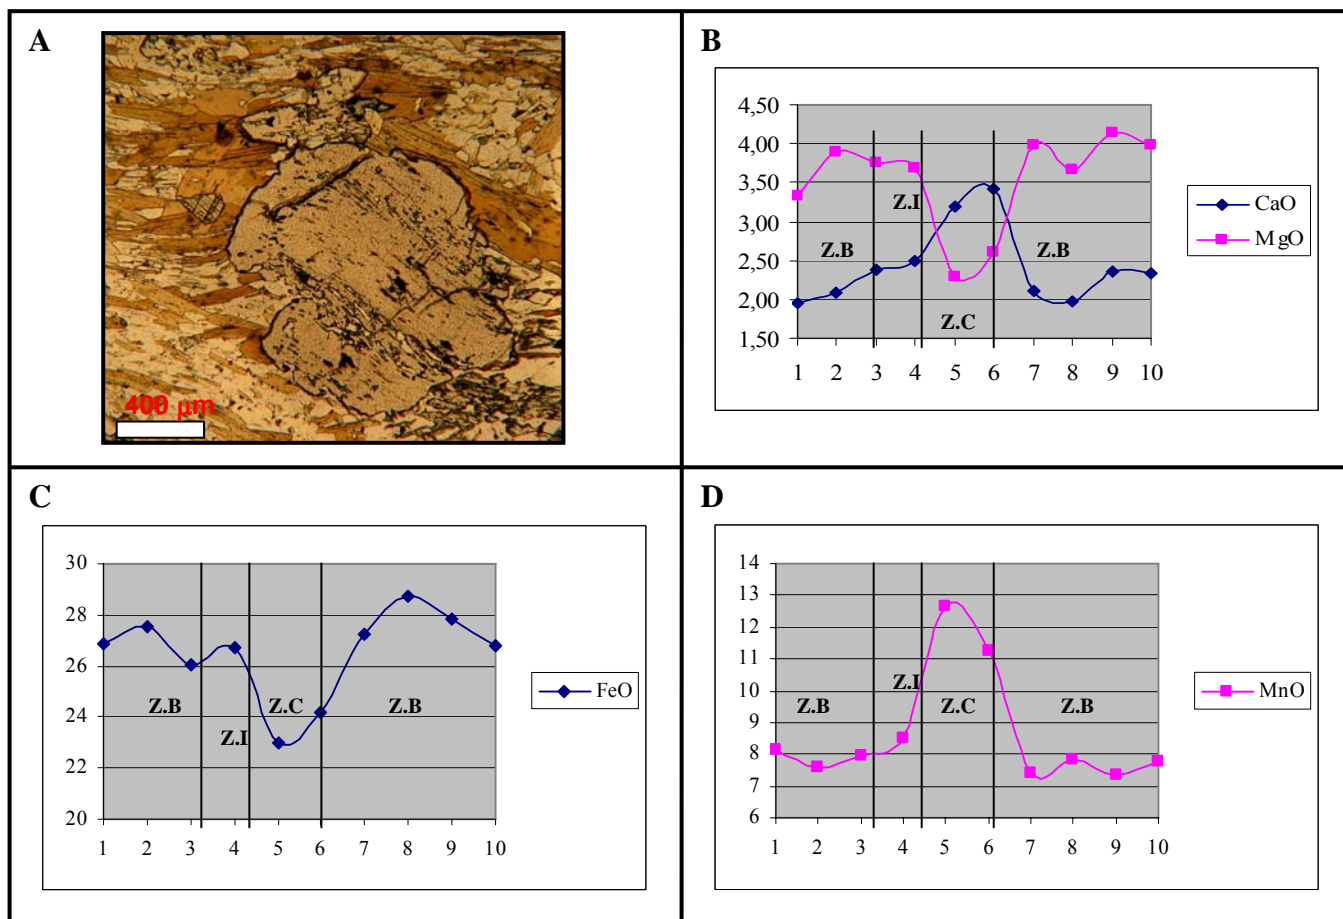 A
400 µm
B
4,50
4,00
3,50
3,00
2,50
2,00
1,50
Z.B
Z.I
Z.C
Z.B
1 2 3 4 5 6 7 8 9 10
CaO
MgO
C
30
28
26
24
22
20
Z.B
Z.I
Z.C
Z.B
1 2 3 4 5 6 7 8 9 10
FeO
D
14
13
12
11
10
9
8
7
6
Z.B
Z.I
Z.C
Z.B
1 2 3 4 5 6 7 8 9 10
MnO